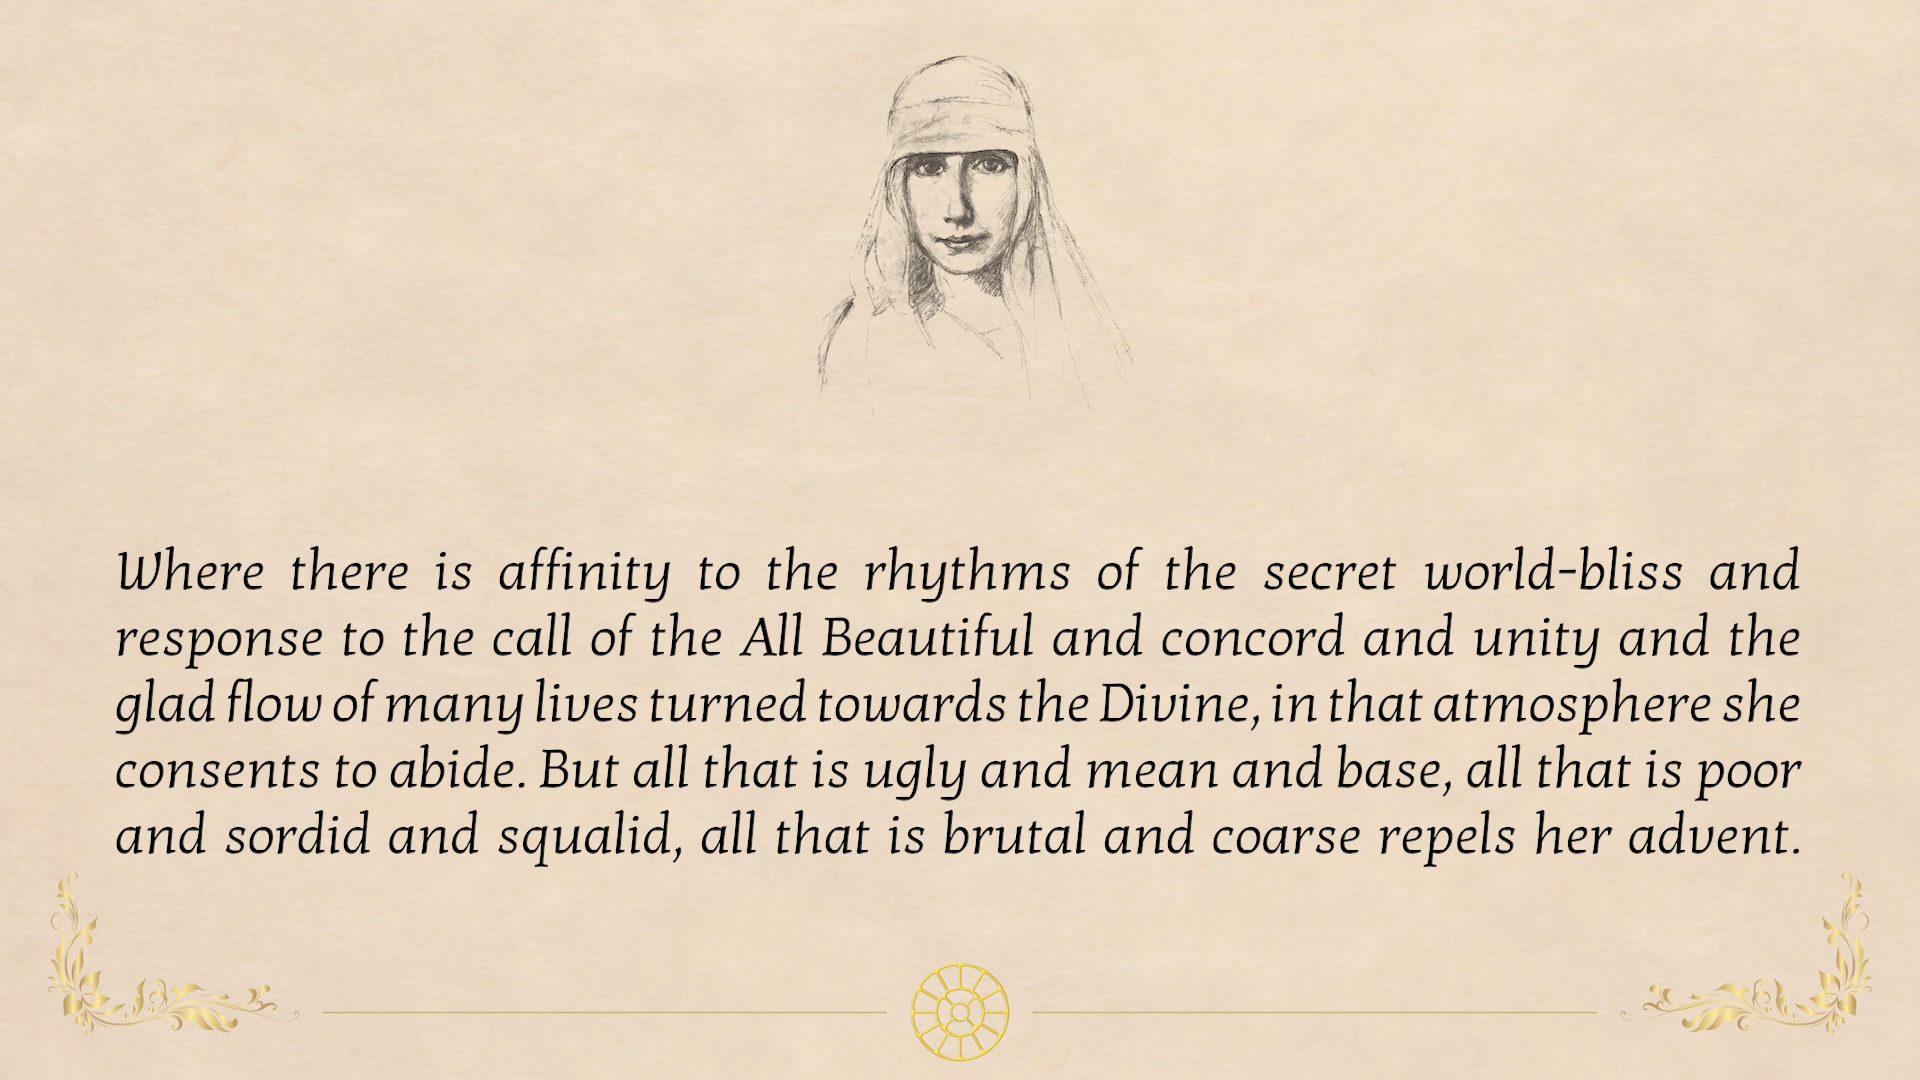 Where there is affinity to the rhythms of the secret world-bliss and
response to the call of the All Beautiful and concord and unity and the
glad flow of many lives turned towards the Divine, in that atmosphere she
consents to abide. But all that is ugly and mean and base, all that is poor
and sordid and squalid, all that is brutal and coarse repels her advent.